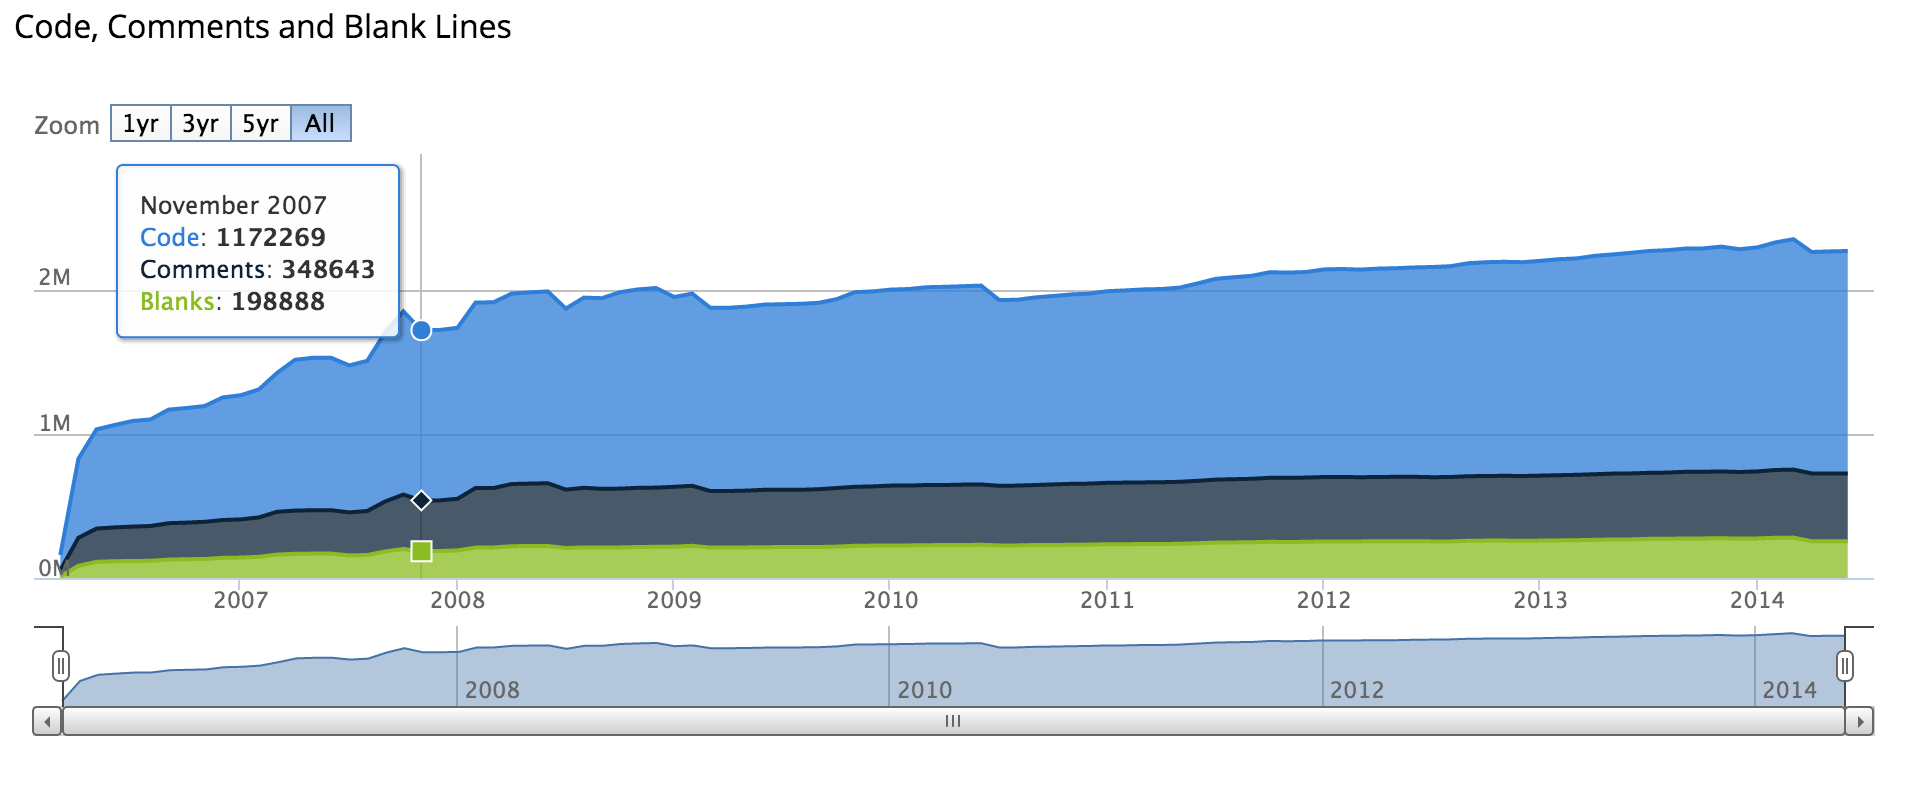 Code, Comments and Blank Lines
Zoom 1yr 3yr 5yr All
November 2007
Code: 1172269
Comments: 348643
Blanks: 198888
2M
1M
0M
2007 2008 2009 2010 2011 2012 2013 2014
2008 2010 2012 2014